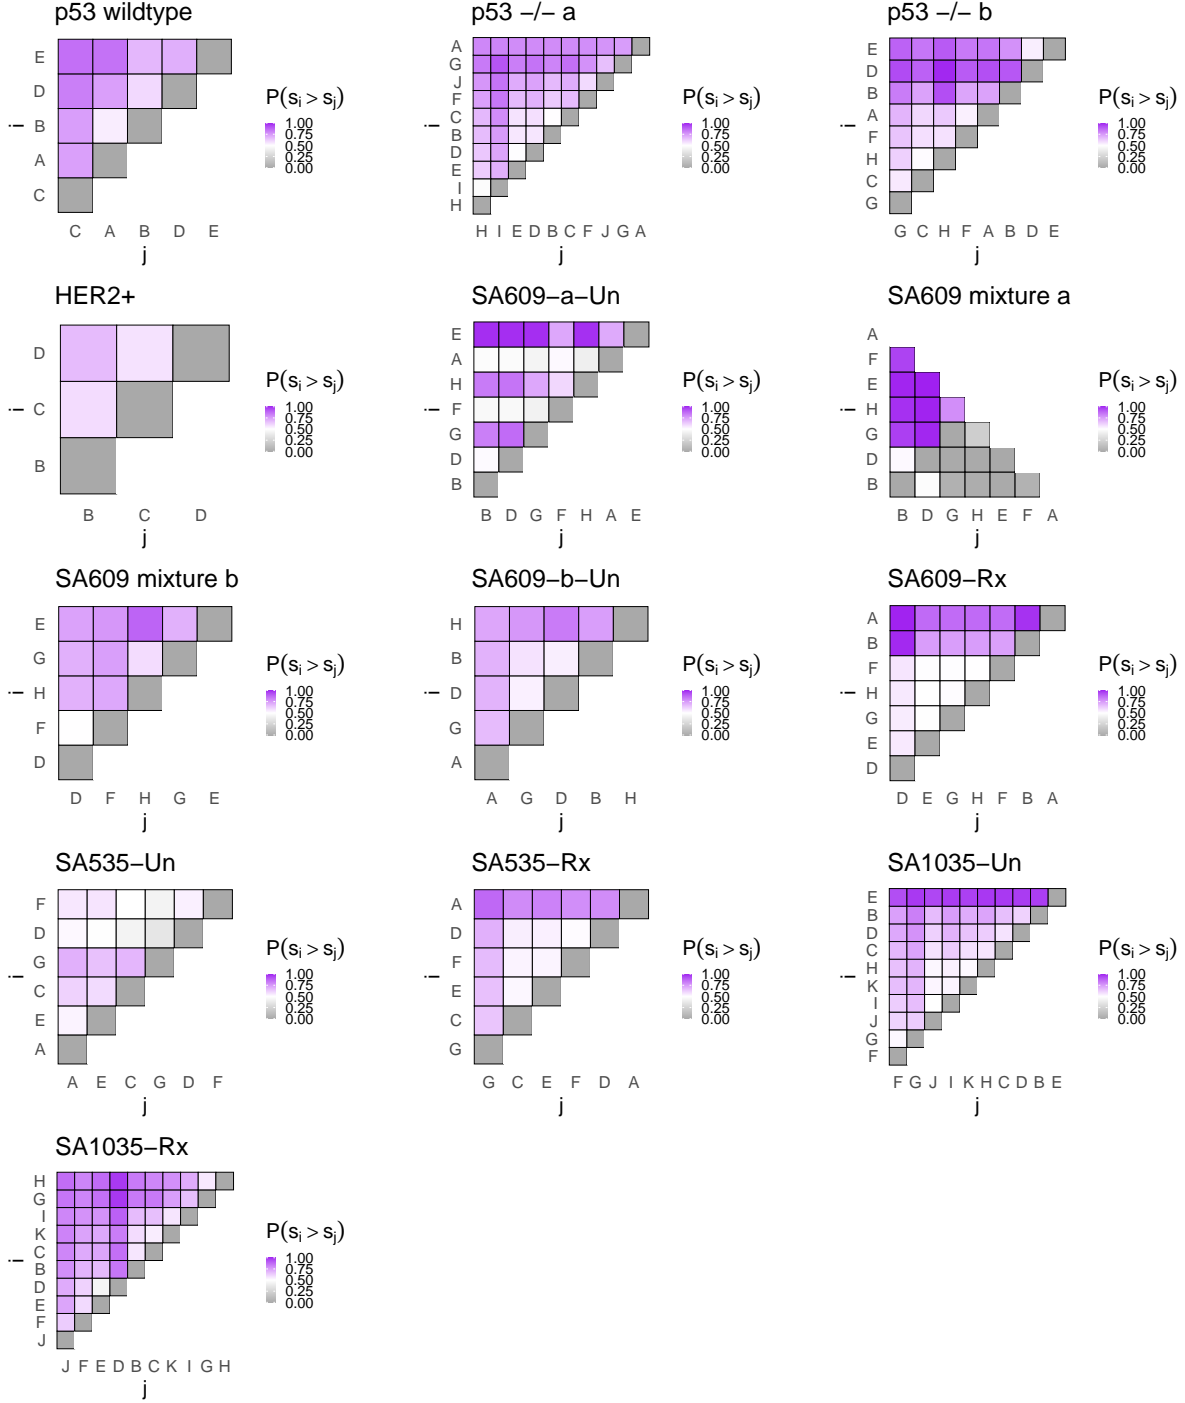 p53 wildtype
E
D
B
A
C
i
C A B D E
j
P(si > sj)
1.00
0.75
0.50
0.25
0.00
p53 −/− a
A
G
J
F
C
B
D
E
I
H
H I E D B C F J G A
j
P(si > sj)
1.00
0.75
0.50
0.25
0.00
p53 −/− b
E
D
B
A
F
H
C
G
i
G C H F A B D E
j
P(si > sj)
1.00
0.75
0.50
0.25
0.00
HER2+
D
C
B
i
B C D
j
P(si > sj)
1.00
0.75
0.50
0.25
0.00
SA609−a−Un
E
A
H
F
G
D
B
i
B D G F H A E
j
P(si > sj)
1.00
0.75
0.50
0.25
0.00
SA609 mixture a
A
F
E
H
G
D
B
i
B D G H E F A
j
P(si > sj)
1.00
0.75
0.50
0.25
0.00
SA609 mixture b
E
G
H
F
D
i
D F H G E
j
P(si > sj)
1.00
0.75
0.50
0.25
0.00
SA609−b−Un
H
B
D
G
A
i
A G D B H
j
P(si > sj)
1.00
0.75
0.50
0.25
0.00
SA609−Rx
A
B
F
H
G
E
D
i
D E G H F B A
j
P(si > sj)
1.00
0.75
0.50
0.25
0.00
SA535−Un
F
D
G
C
E
A
i
A E C G D F
j
P(si > sj)
1.00
0.75
0.50
0.25
0.00
SA535−Rx
A
D
F
E
C
G
i
G C E F D A
j
P(si > sj)
1.00
0.75
0.50
0.25
0.00
SA1035−Un
E
B
D
C
H
K
I
J
G
F
i
F G J I K H C D B E
j
P(si > sj)
1.00
0.75
0.50
0.25
0.00
SA1035−Rx
H
G
I
K
C
B
D
E
F
J
i
J F E D B C K I G H
j
P(si > sj)
1.00
0.75
0.50
0.25
0.00